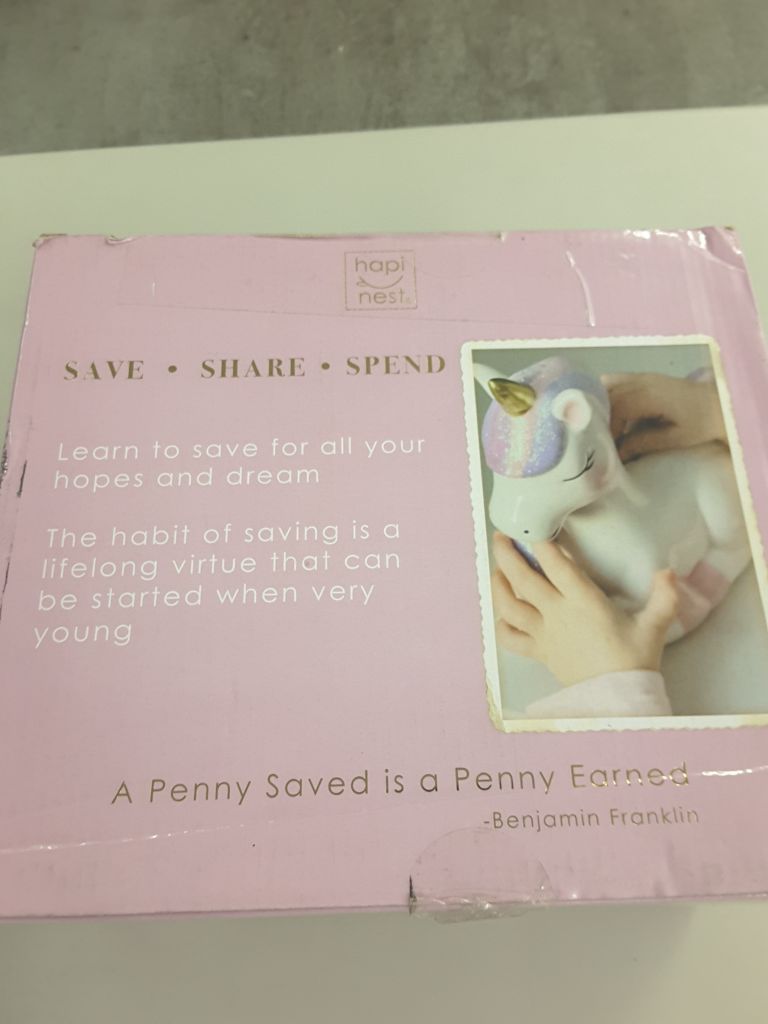 hapi
nest
SAVE • SHARE • SPEND
Learn to save for all your
hopes and dream
The habit of saving is a
lifelong virtue that can
be started when very
young
A Penny Saved is a Penny Earned
-Benjamin Franklin